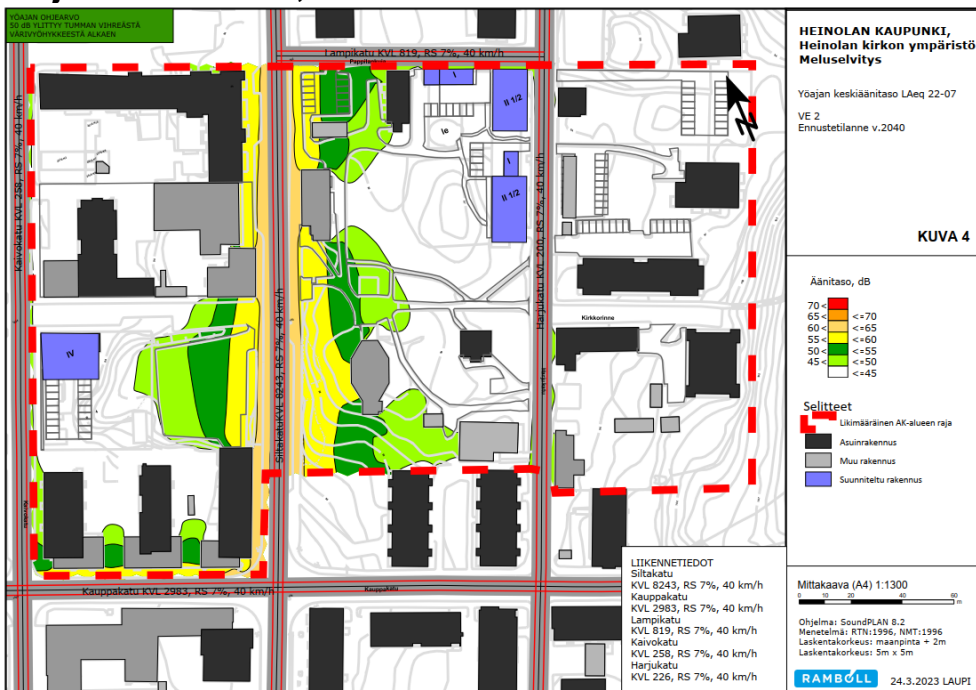 YÖAJAN OHJEARVO
50 dB YLITTYY TUMMAN VIHREÄSTÄ
VÄRIVYÖHYKKEESTÄ ALKAEN
Lampikatu KVL 819, RS 7%, 40 km/h
Kaivokatu KVL 258, RS 7%, 40 km/h
SiltakatuKVL 8243, RS 7%, 40 km/h
Harjukatu KVL 200, RS 7%, 40 km/h
I
II 1/2
Ie
I
II 1/2
Kirkkorinne
IV
Kauppakatu KVL 2983, RS 7%, 40 km/h
Kauppakatu
LIIKENNETIEDOT
Siltakatu
KVL 8243, RS 7%, 40 km/h
Kauppakatu
KVL 2983, RS 7%, 40 km/h
Lampikatu
KVL 819, RS 7%, 40 km/h
Kaivokatu
KVL 258, RS 7%, 40 km/h
Harjukatu
KVL 226, RS 7%, 40 km/h
HEINOLAN KAUPUNKI,
Heinolan kirkon ympäristö
Meluselvitys
Yöajan keskiäänitaso LAeq 22-07
VE 2
Ennustetilanne v.2040
KUVA 4
Äänitaso, dB
70 <
65 < <=70
60 < <=65
55 < <=60
50 < <=55
45 < <=50
<=45
Selitteet
Likimääräinen AK-alueen raja
Asuinrakennus
Muu rakennus
Suunniteltu rakennus
Mittakaava (A4) 1:1300
0 10 20 40 60
m
Ohjelma: SoundPLAN 8.2
Menetelmä: RTN:1996, NMT:1996
Laskentakorkeus: maanpinta + 2m
Laskentakorkeus: 5m x 5m
RAMBOLL 24.3.2023 LAUPI